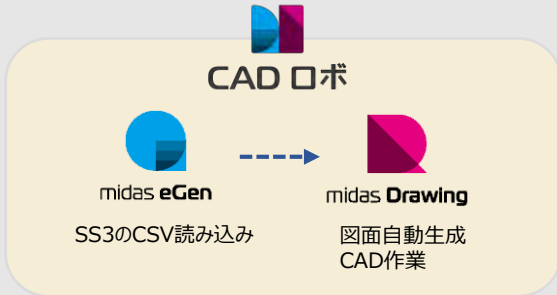 CAD ロボ
midas eGen
midas Drawing
SS3のCSV読み込み
図面自動生成
CAD作業